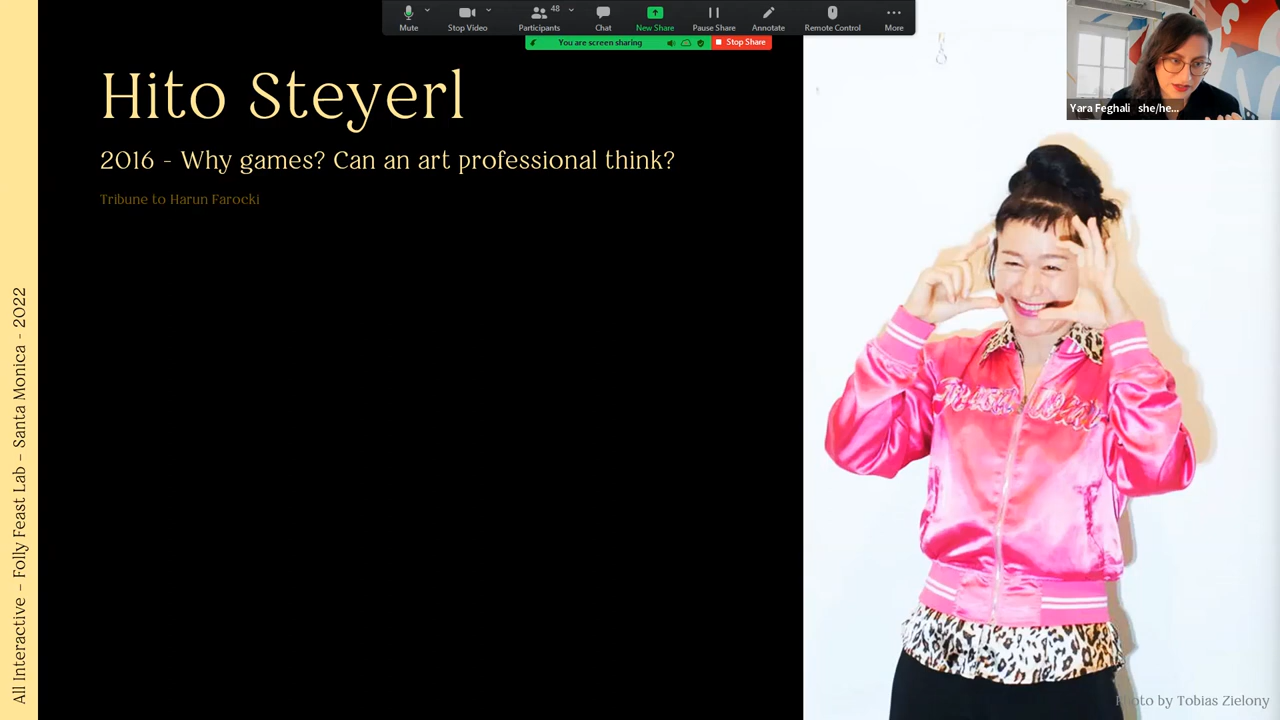 48
Mute
Stop Video
Participants
Chat
New Share
Pause Share
Annotate
Remote Control
More
You are screen sharing
Stop Share
Yara Feghali she/he...
Hito Steyerl
2016 - Why games? Can an art professional think?
Tribute to Harun Farocki
All Interactive - Folly Feast Lab - Santa Monica - 2022
Photo by Tobias Zielony